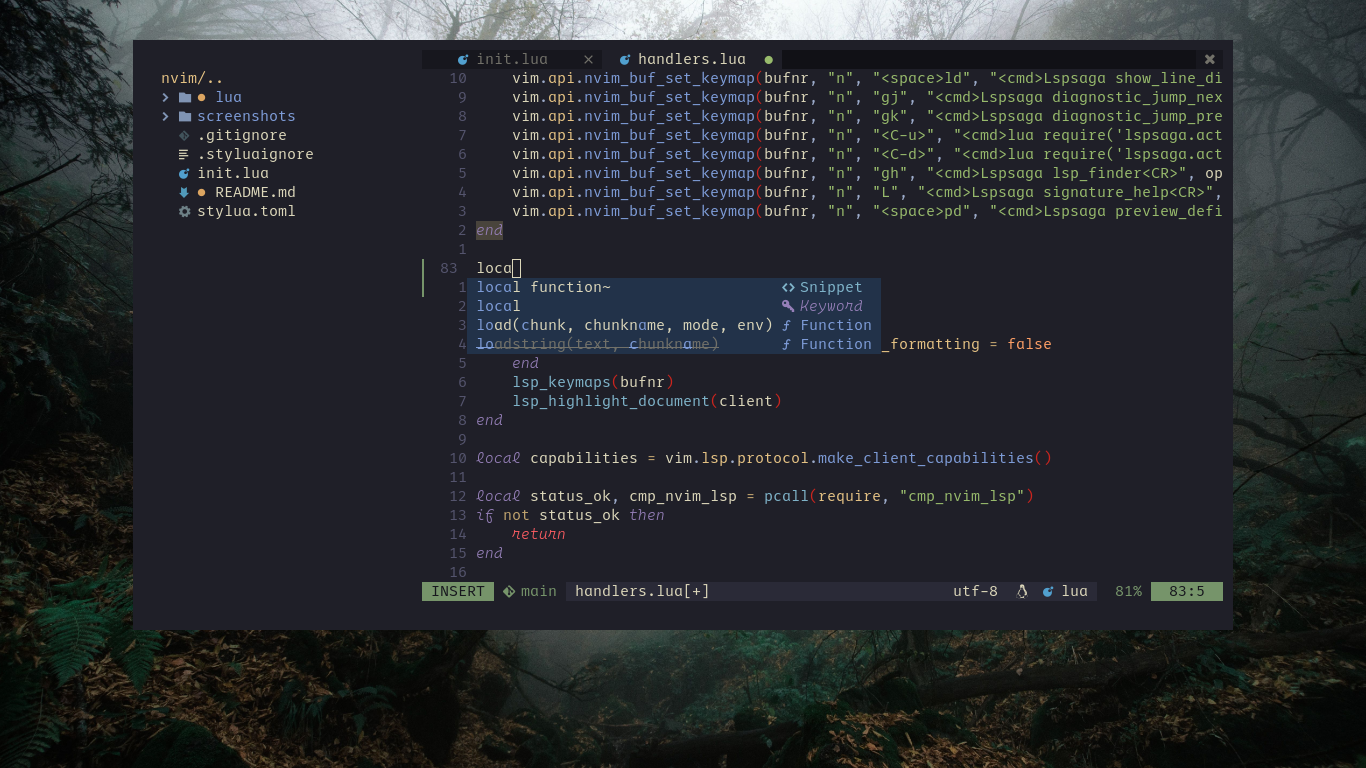 nvim/..
lua
screenshots
.gitignore
.styluaignore
init.lua
README.md
stylua.toml
init.lua × handlers.lua ●
10 vim.api.nvim_buf_set_keymap(bufnr, "n", "<space>ld", "<cmd>Lspsaga show_line_di
9 vim.api.nvim_buf_set_keymap(bufnr, "n", "gj", "<cmd>Lspsaga diagnostic_jump_nex
8 vim.api.nvim_buf_set_keymap(bufnr, "n", "gk", "<cmd>Lspsaga diagnostic_jump_pre
7 vim.api.nvim_buf_set_keymap(bufnr, "n", "<C-u>", "<cmd>lua require('lspsaga.act
6 vim.api.nvim_buf_set_keymap(bufnr, "n", "<C-d>", "<cmd>lua require('lspsaga.act
5 vim.api.nvim_buf_set_keymap(bufnr, "n", "gh", "<cmd>Lspsaga lsp_finder<CR>", op
4 vim.api.nvim_buf_set_keymap(bufnr, "n", "L", "<cmd>Lspsaga signature_help<CR>",
3 vim.api.nvim_buf_set_keymap(bufnr, "n", "<space>pd", "<cmd>Lspsaga preview_defi
2 end
1
83 loca
1 local function~ <> Snippet
2 local Keyword
3 load(chunk, chunkname, mode, env) ƒ Function
4 loadstring(text, chunkname) ƒ Function _formatting = false
5 end
6 lsp_keymaps(bufnr)
7 lsp_highlight_document(client)
8 end
9
10 local capabilities = vim.lsp.protocol.make_client_capabilities()
11
12 local status_ok, cmp_nvim_lsp = pcall(require, "cmp_nvim_lsp")
13 if not status_ok then
14 return
15 end
16
INSERT main handlers.lua[+] utf-8 lua 81% 83:5